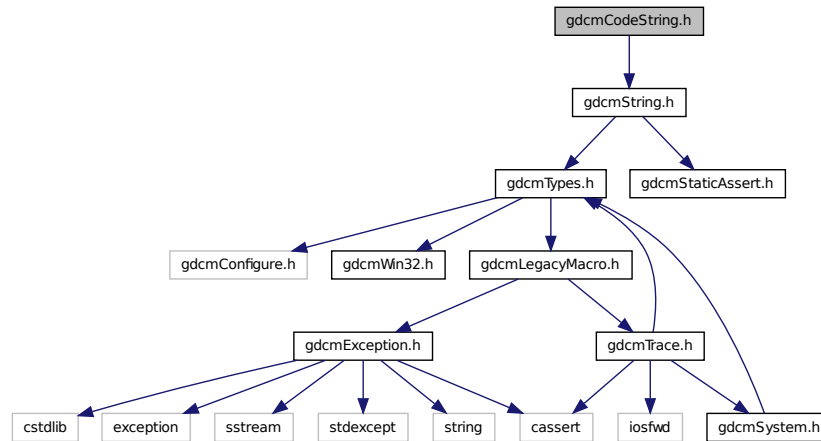 gdcmCodeString.h
gdcmString.h
gdcmTypes.h
gdcmStaticAssert.h
gdcmConfigure.h
gdcmWin32.h
gdcmLegacyMacro.h
gdcmException.h
gdcmTrace.h
cstdlib
exception
sstream
stdexcept
string
cassert
iosfwd
gdcmSystem.h